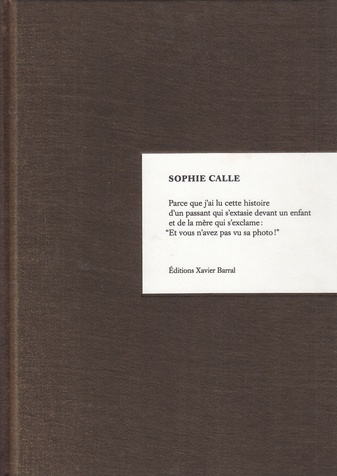 SOPHIE CALLE
Parce que j'ai lu cette histoire
d'un passant qui s'extasie devant un enfant
et de la mère qui s'exclame :
“Et vous n'avez pas vu sa photo !”
Éditions Xavier Barral